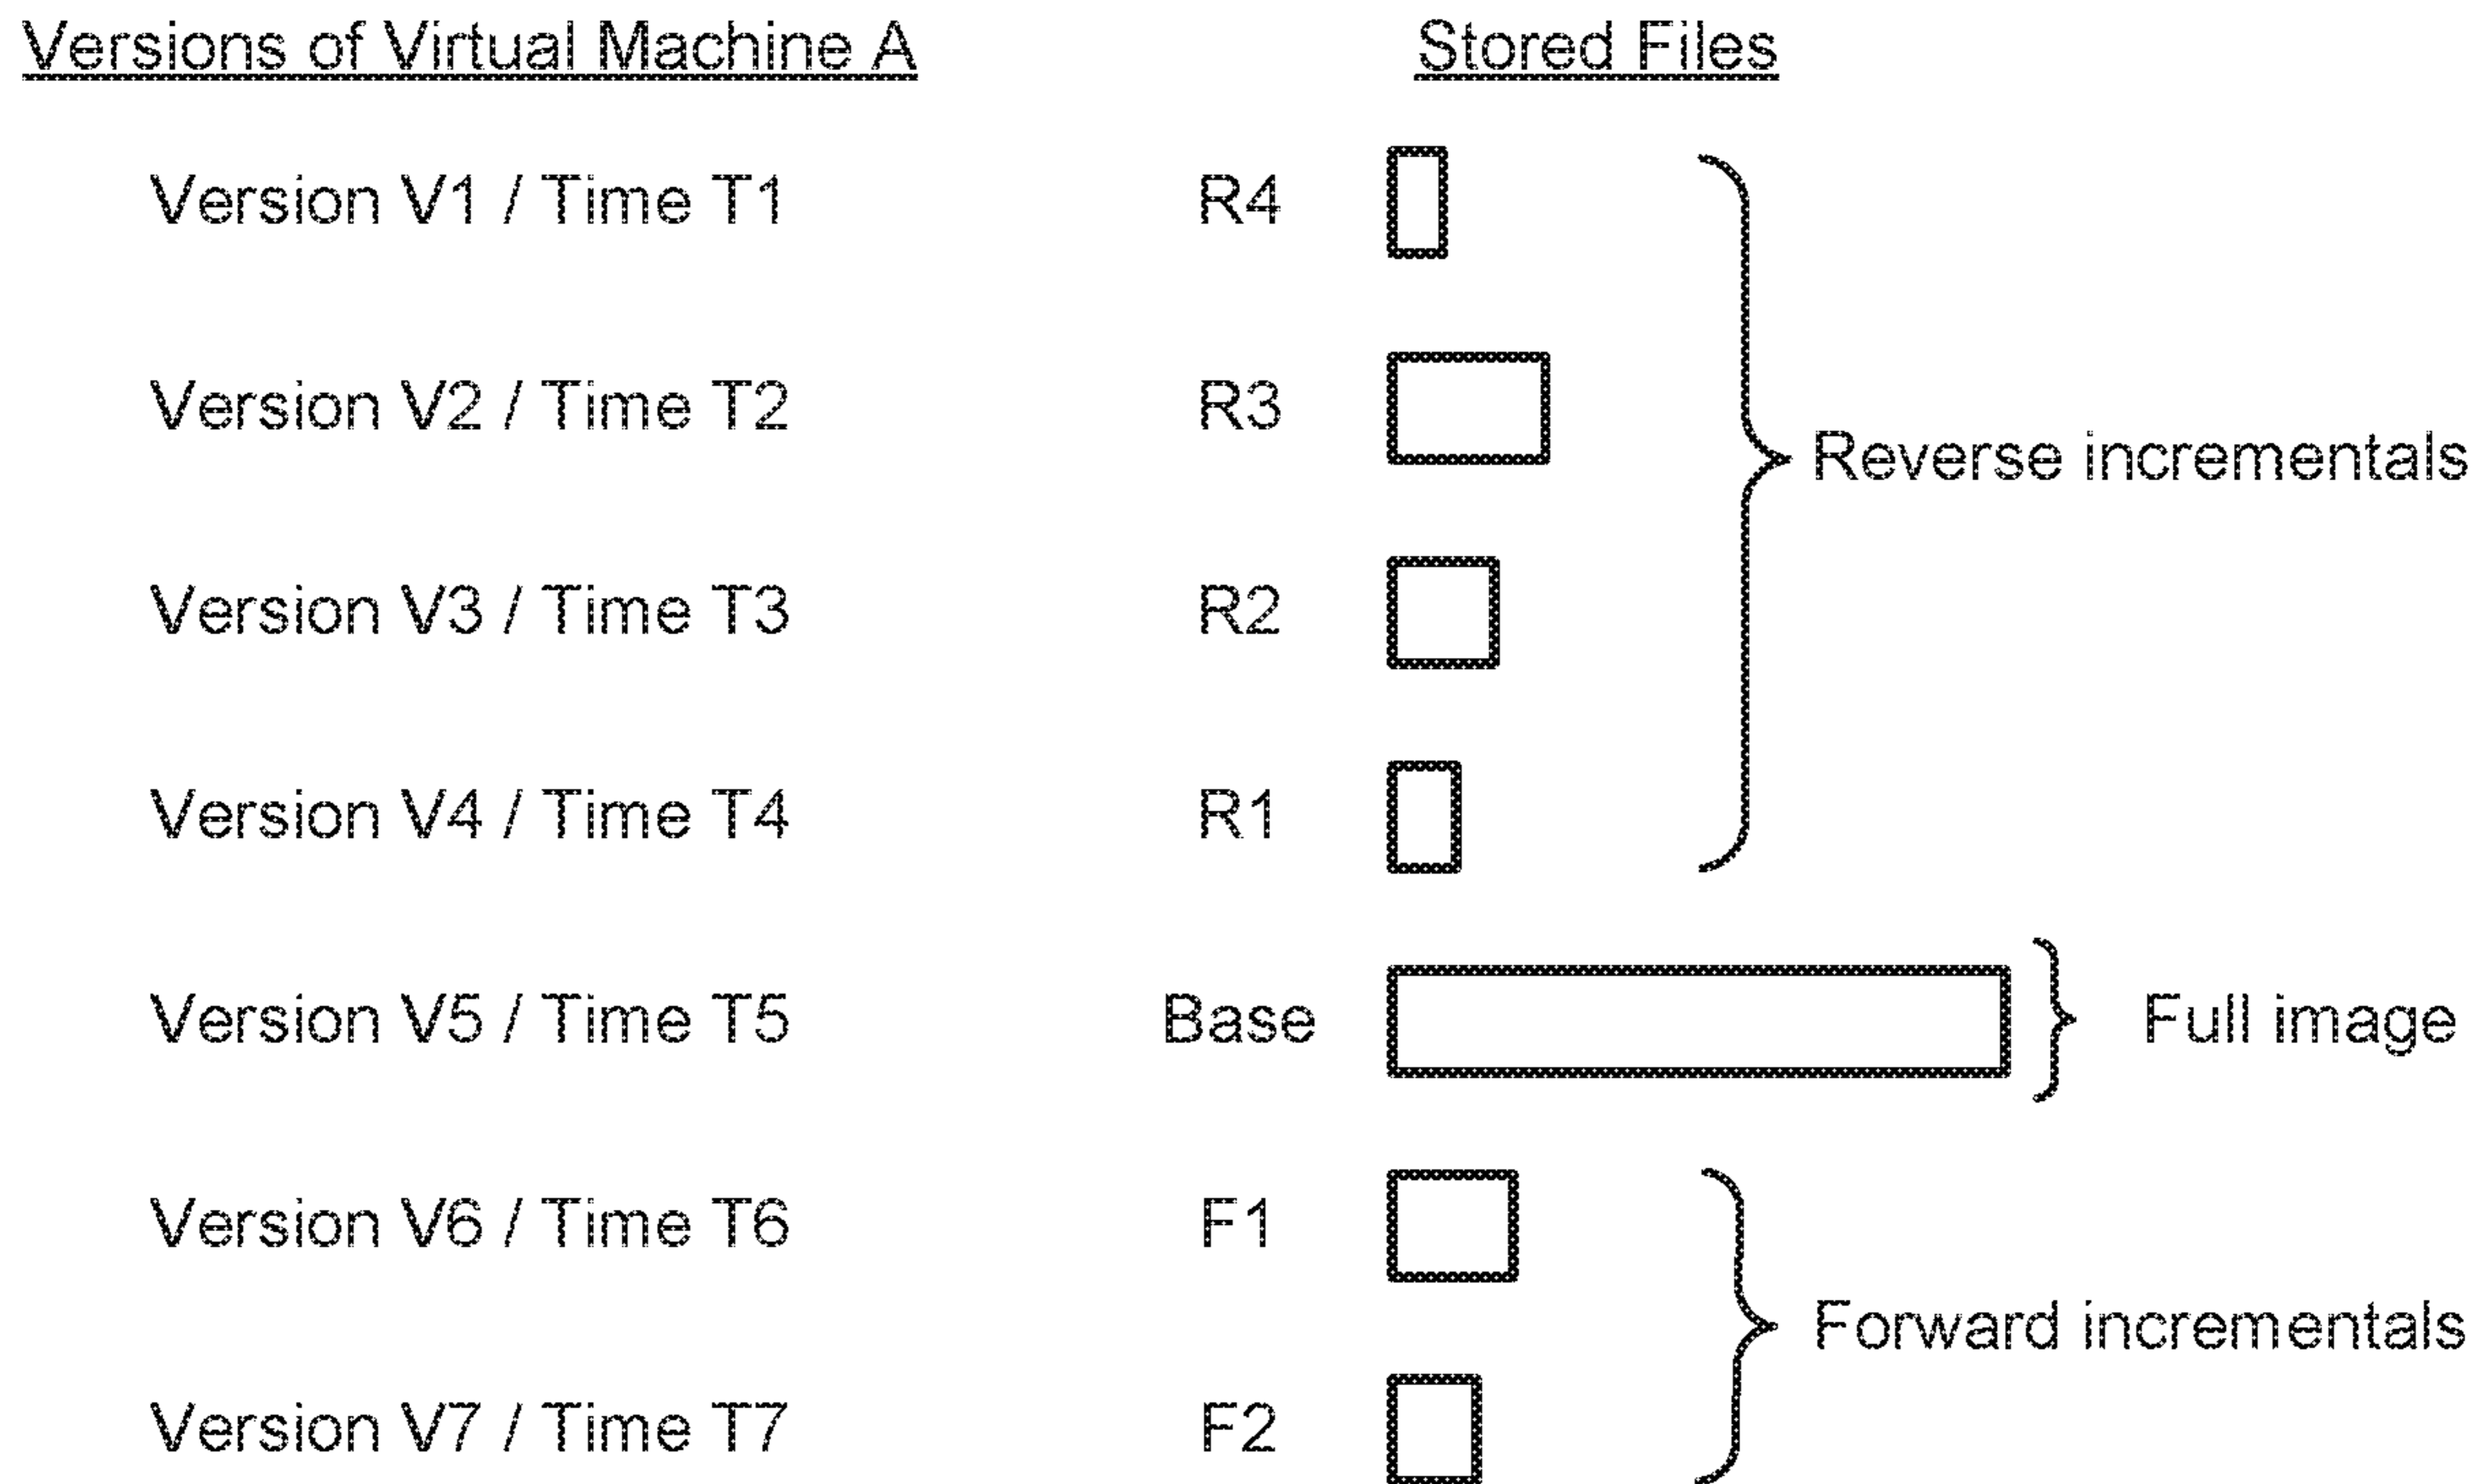 Versions of Virtual Machine A Stored Files
Version V1 / Time T1 R4
Version V2 / Time T2 R3
Reverse incrementals
Version V3 / Time T3 R2
Version V4 / Time T4 R1
Version V5 / Time T5 Base Full image
Version V6 / Time T6 F1
Forward incrementals
Version V7 / Time T7 F2